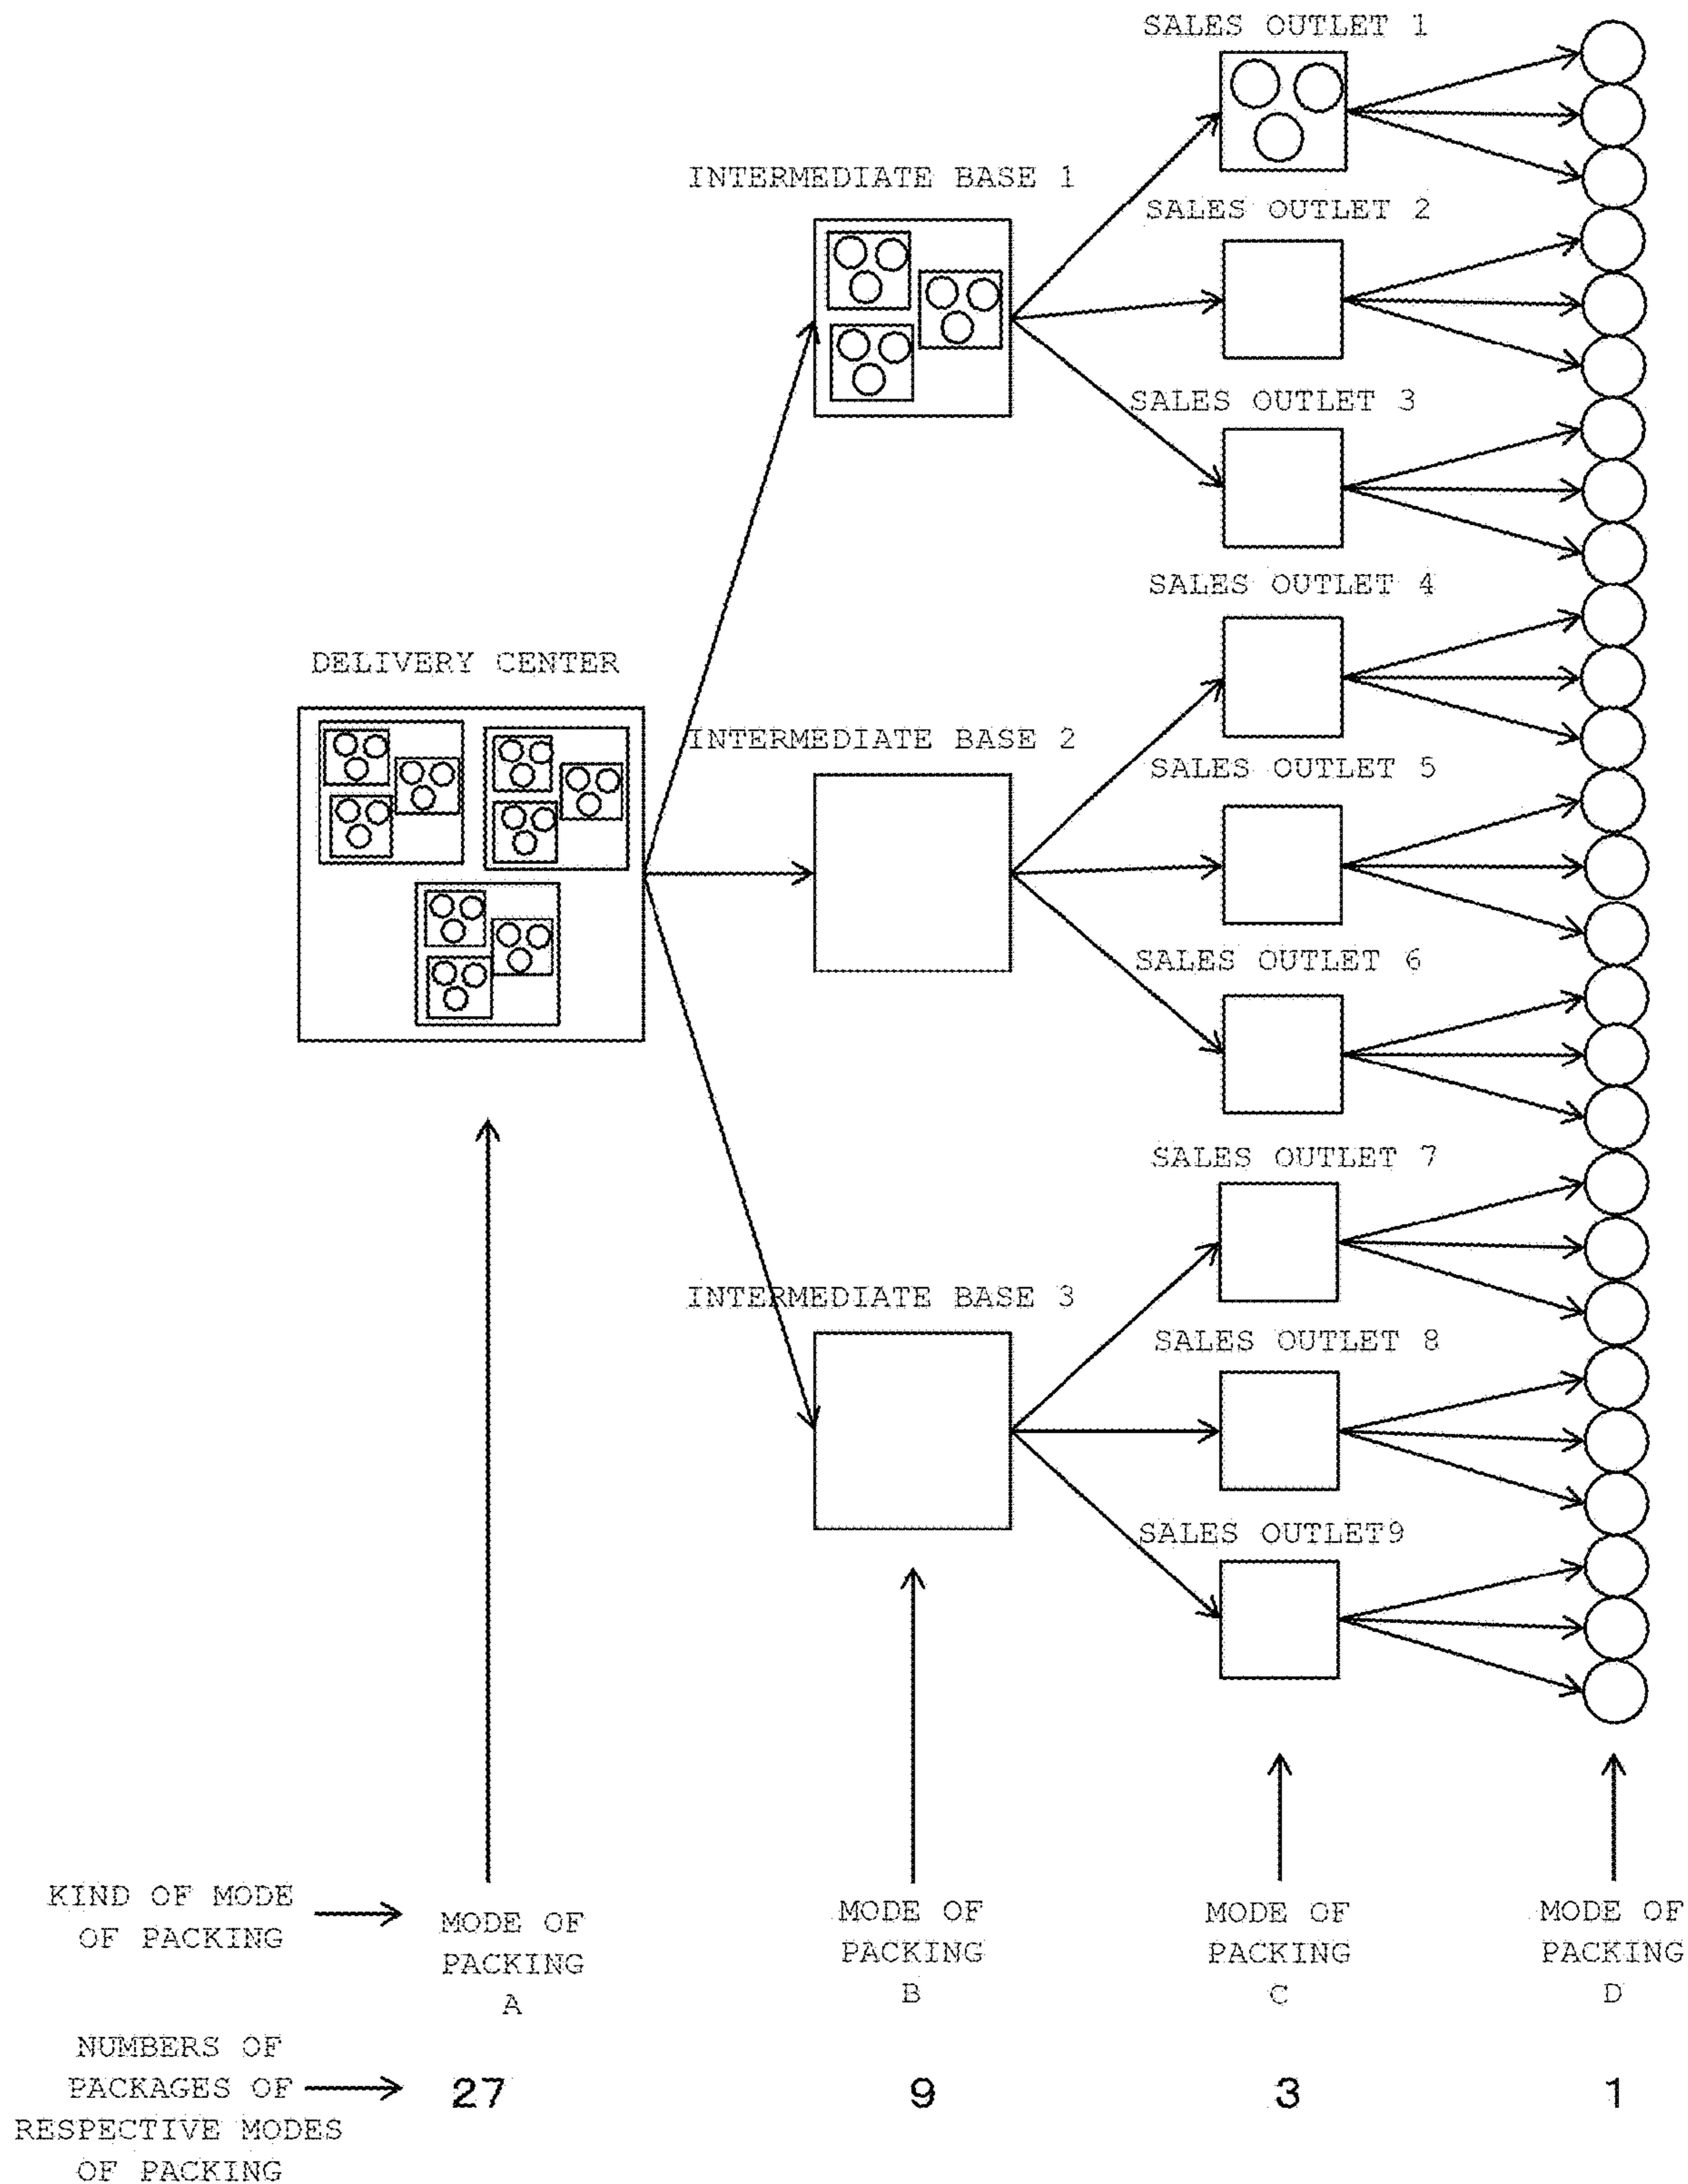 SALES OUTLET 1
INTERMEDIATE BASE 1
SALES OUTLET 2
SALES OUTLET 3
SALES OUTLET 4
DELIVERY CENTER
INTERMEDIATE BASE 2
SALES OUTLET 5
SALES OUTLET 6
SALES OUTLET 7
INTERMEDIATE BASE 3
SALES OUTLET 8
SALES OUTLET9
KIND OF MODE
OF PACKING
MODE OF
PACKING
A
MODE OF
PACKING
B
MODE OF
PACKING
C
MODE OF
PACKING
D
NUMBERS OF
PACKAGES OF
RESPECTIVE MODES
OF PACKING
27
9
3
1